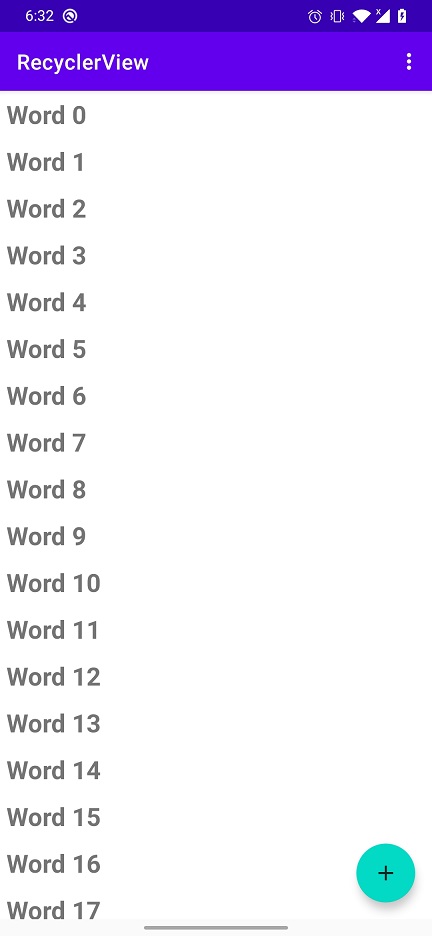 6:32
RecyclerView
Word 0
Word 1
Word 2
Word 3
Word 4
Word 5
Word 6
Word 7
Word 8
Word 9
Word 10
Word 11
Word 12
Word 13
Word 14
Word 15
Word 16
Word 17